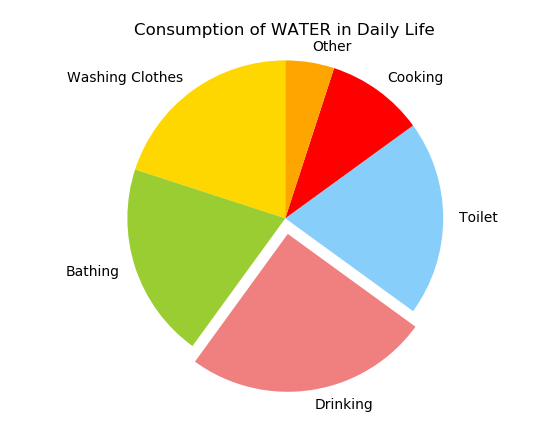 Consumption of WATER in Daily Life
Other
Washing Clothes
Cooking
Toilet
Bathing
Drinking